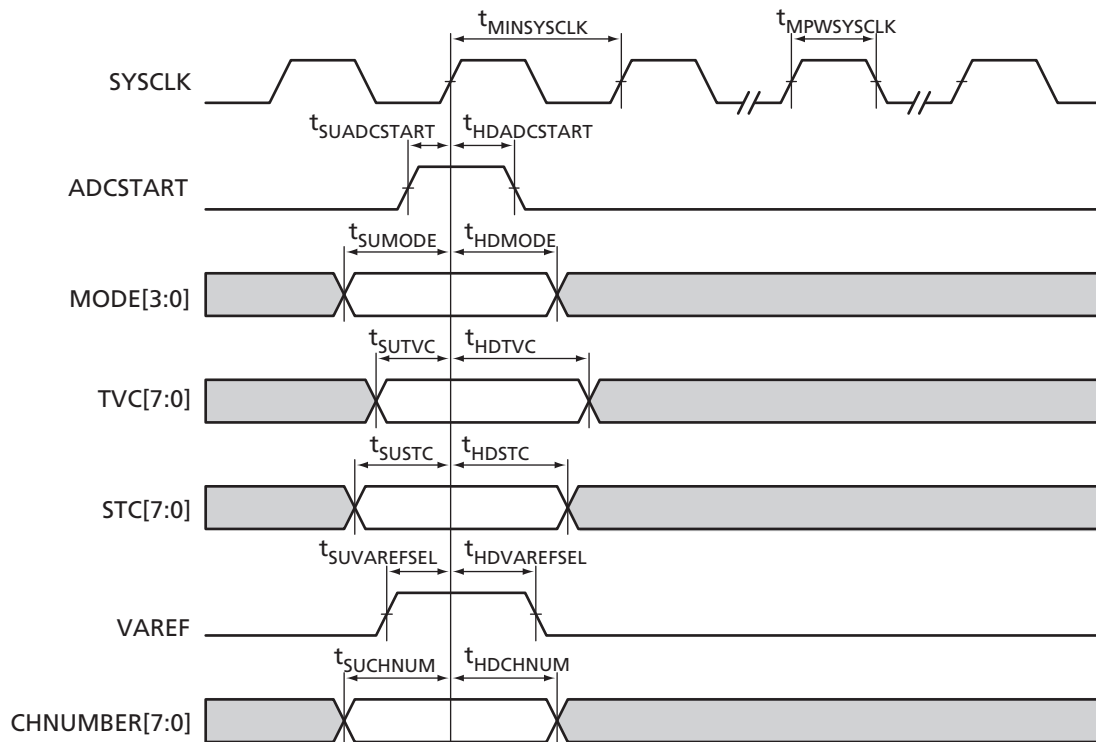 tMINSYSCLK tMPWSYSCLK
SYSCLK
tSUADCSTART tHDADCSTART
ADCSTART
tSUMODE tHDMODE
MODE[3:0]
tSUTVC tHDTVC
TVC[7:0]
tSUSTC tHDSTC
STC[7:0]
tSUVAREFSEL tHDVAREFSEL
VAREF
tSUCHNUM tHDCHNUM
CHNUMBER[7:0]